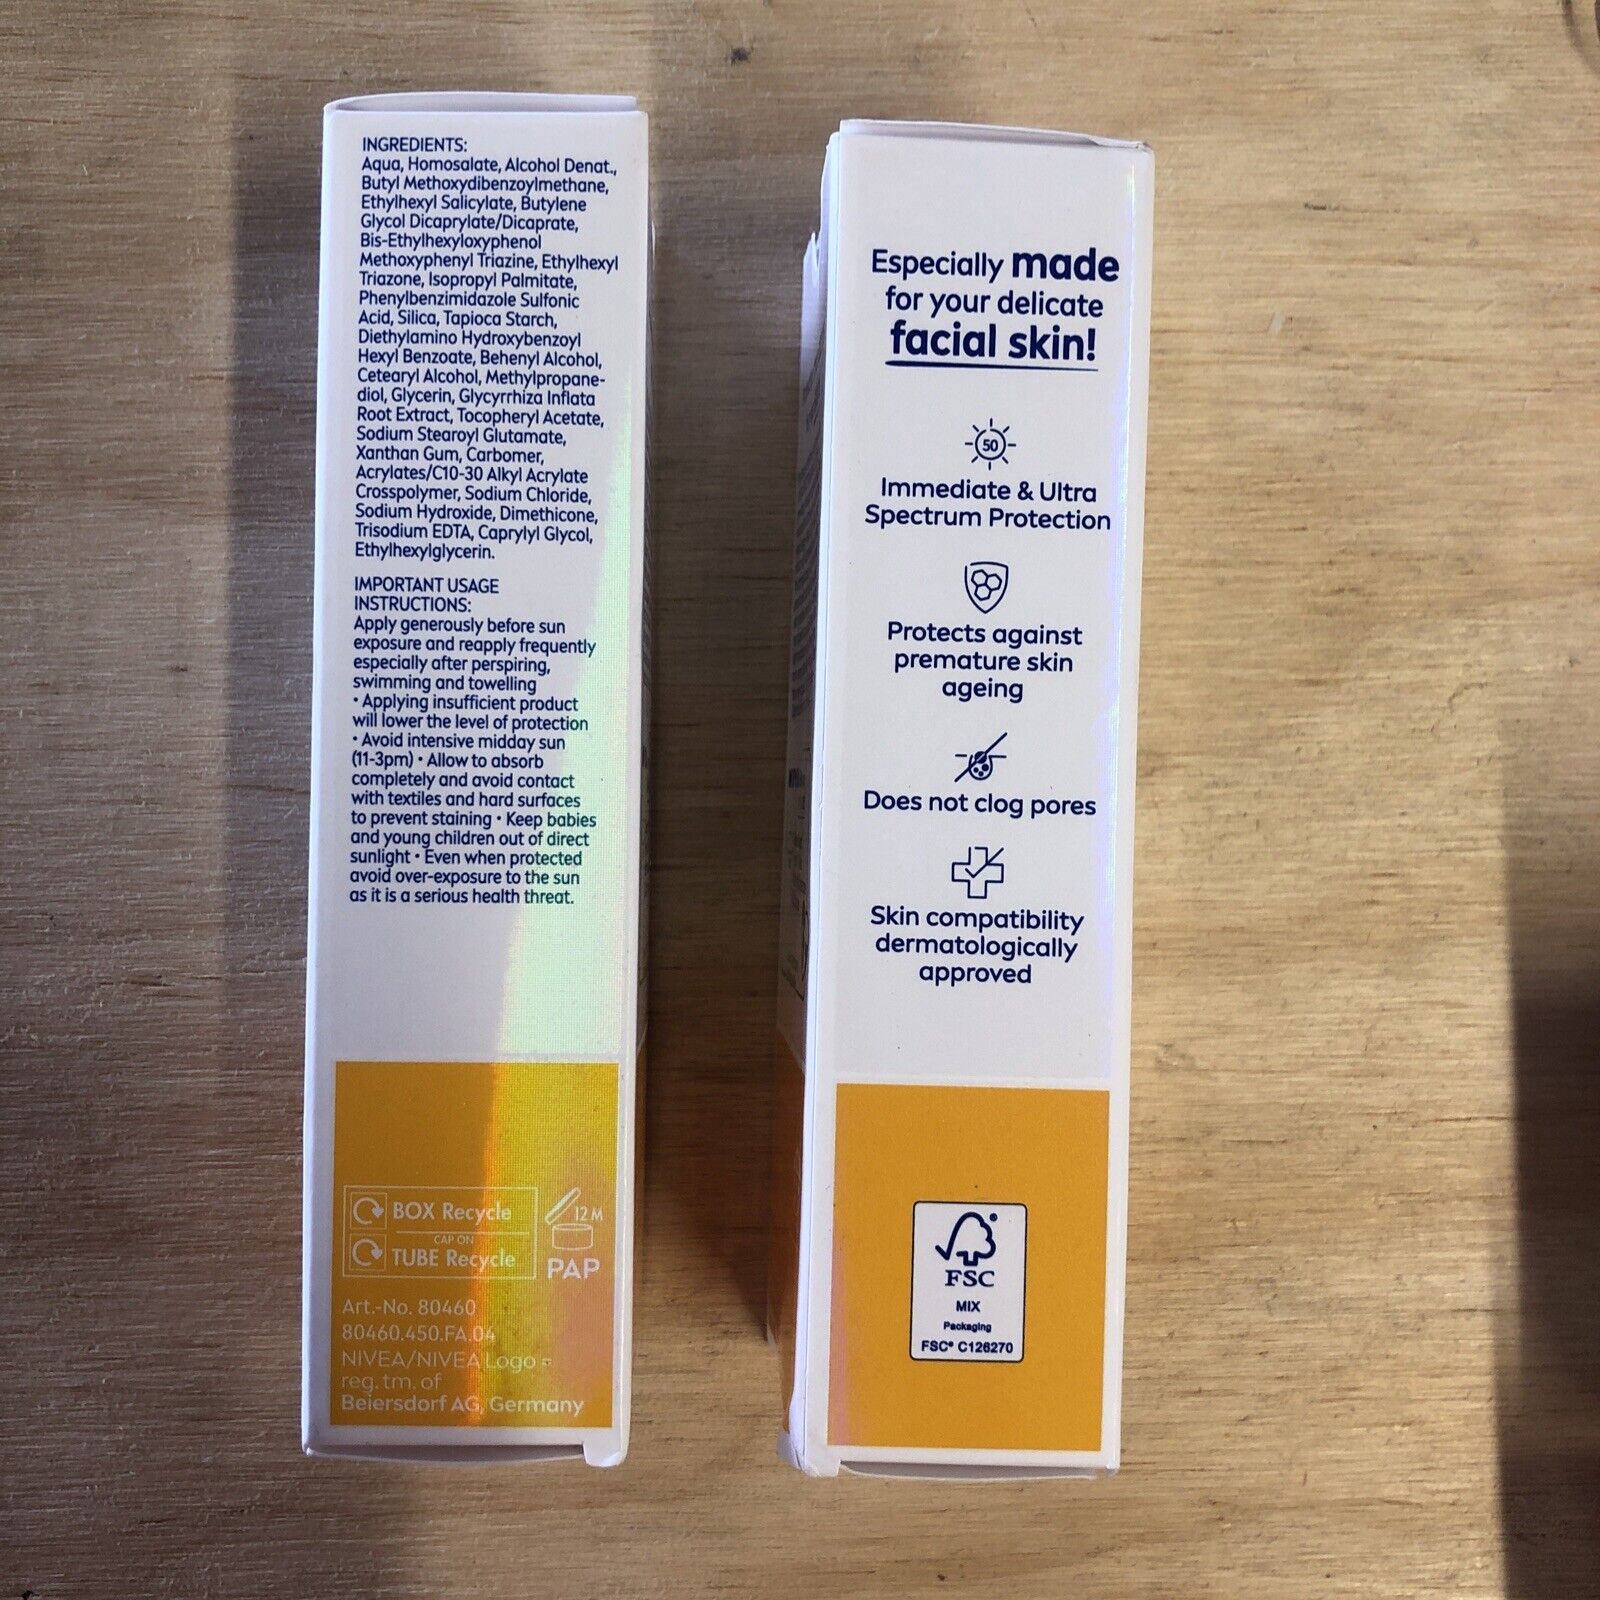 INGREDIENTS:
Aqua, Homosalate, Alcohol Denat.,
Butyl Methoxydibenzoylmethane,
Ethylhexyl Salicylate, Butylene
Glycol Dicaprylate/Dicaprate,
Bis-Ethylhexyloxyphenol
Methoxyphenyl Triazine, Ethylhexyl
Triazone, Isopropyl Palmitate,
Phenylbenzimidazole Sulfonic
Acid, Silica, Tapioca Starch,
Diethylamino Hydroxybenzoyl
Hexyl Benzoate, Behenyl Alcohol,
Cetearyl Alcohol, Methylpropane-
diol, Glycerin, Glycyrrhiza Inflata
Root Extract, Tocopheryl Acetate,
Sodium Stearoyl Glutamate,
Xanthan Gum, Carbomer,
Acrylates/C10-30 Alkyl Acrylate
Crosspolymer, Sodium Chloride,
Sodium Hydroxide, Dimethicone,
Trisodium EDTA, Caprylyl Glycol,
Ethylhexylglycerin.
IMPORTANT USAGE
INSTRUCTIONS:
Apply generously before sun
exposure and reapply frequently
especially after perspiring,
swimming and towelling
• Applying insufficient product
will lower the level of protection
• Avoid intensive midday sun
(11-3pm) • Allow to absorb
completely and avoid contact
with textiles and hard surfaces
to prevent staining • Keep babies
and young children out of direct
sunlight • Even when protected
avoid over-exposure to the sun
as it is a serious health threat.
BOX Recycle
CAP ON
TUBE Recycle
12 M
PAP
Art.-No. 80460
80460.450.FA.04
NIVEA/NIVEA Logo =
reg. tm. of
Beiersdorf AG, Germany
Especially made
for your delicate
facial skin!
50
Immediate & Ultra
Spectrum Protection
Protects against
premature skin
ageing
Does not clog pores
Skin compatibility
dermatologically
approved
®
FSC
MIX
Packaging
FSC® C126270